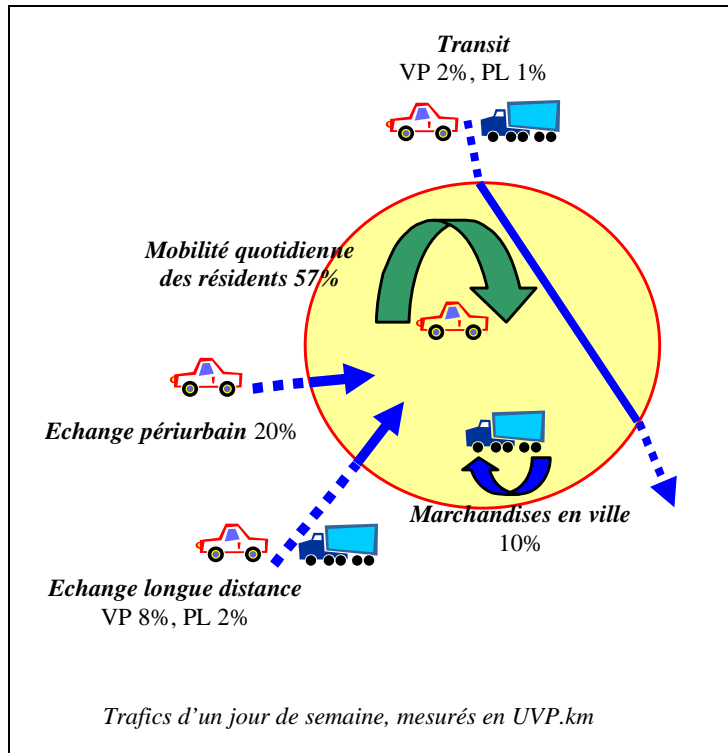 Transit
VP 2%, PL 1%
Mobilité quotidienne
des résidents 57%
Echange périurbain 20%
Marchandises en ville
10%
Echange longue distance
VP 8%, PL 2%
Trafics d'un jour de semaine, mesurés en UVP.km